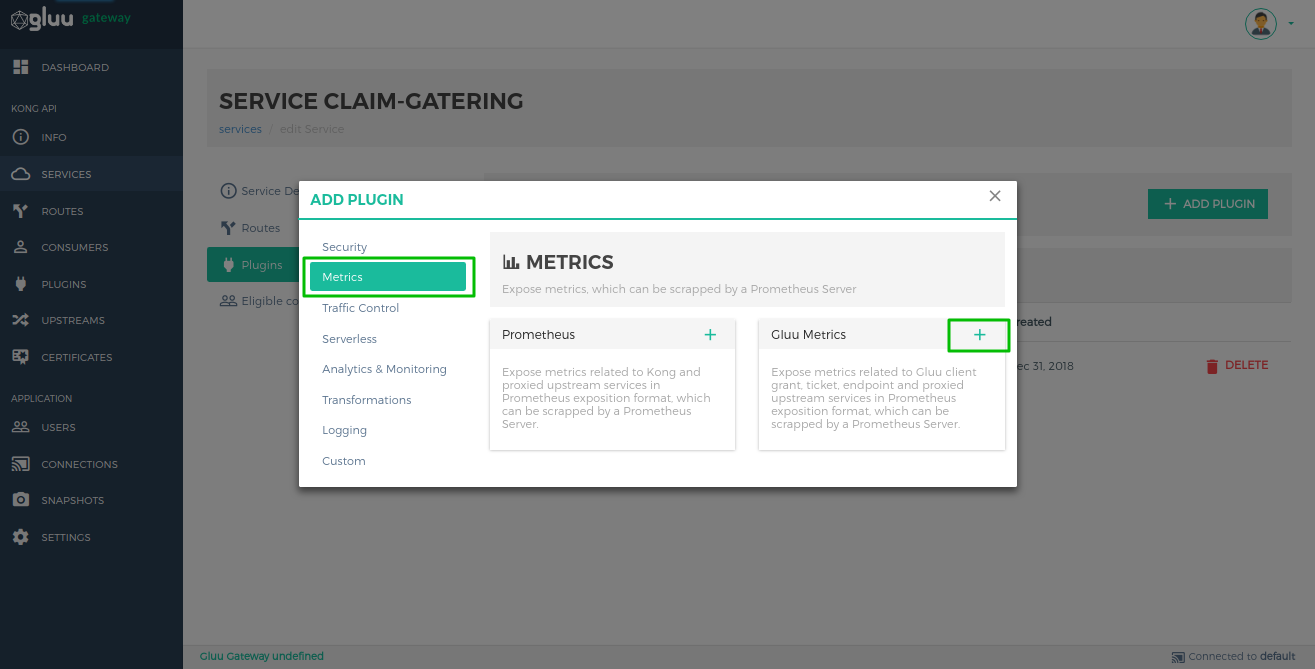 gluu gateway
DASHBOARD
KONG API
INFO
SERVICES
ROUTES
CONSUMERS
PLUGINS
UPSTREAMS
CERTIFICATES
APPLICATION
USERS
CONNECTIONS
SNAPSHOTS
SETTINGS
SERVICE CLAIM-GATERING
services / edit Service
Service De
Routes
Plugins
Eligible co
+ ADD PLUGIN
reated
ec 31, 2018
DELETE
ADD PLUGIN
Security
Metrics
Traffic Control
Serverless
Analytics & Monitoring
Transformations
Logging
Custom
METRICS
Expose metrics, which can be scrapped by a Prometheus Server
Prometheus +
Expose metrics related to Kong and
proxied upstream services in
Prometheus exposition format, which
can be scrapped by a Prometheus
Server.
Gluu Metrics +
Expose metrics related to Gluu client
grant, ticket, endpoint and proxied
upstream services in Prometheus
exposition format, which can be
scrapped by a Prometheus Server.
Gluu Gateway undefined
Connected to default